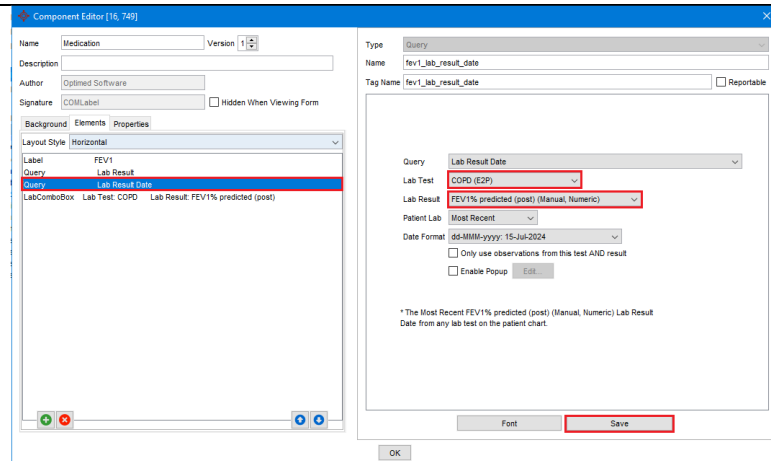 Component Editor [16, 749]
Name Medication Version 1
Description
Author Optimed Software
Signature COMLabel Hidden When Viewing Form
Background Elements Properties
Layout Style Horizontal
Label FEV1
Query Lab Result
Query Lab Result Date
LabComboBox Lab Test: COPD Lab Result: FEV1% predicted (post)
Type Query
Name fev1_lab_result_date
Tag Name fev1_lab_result_date Reportable
Query Lab Result Date
Lab Test COPD (E2P)
Lab Result FEV1% predicted (post) (Manual, Numeric)
Patient Lab Most Recent
Date Format dd-MMM-yyyy: 15-Jul-2024
Only use observations from this test AND result
Enable Popup Edit...
* The Most Recent FEV1% predicted (post) (Manual, Numeric) Lab Result
Date from any lab test on the patient chart.
Font Save
OK